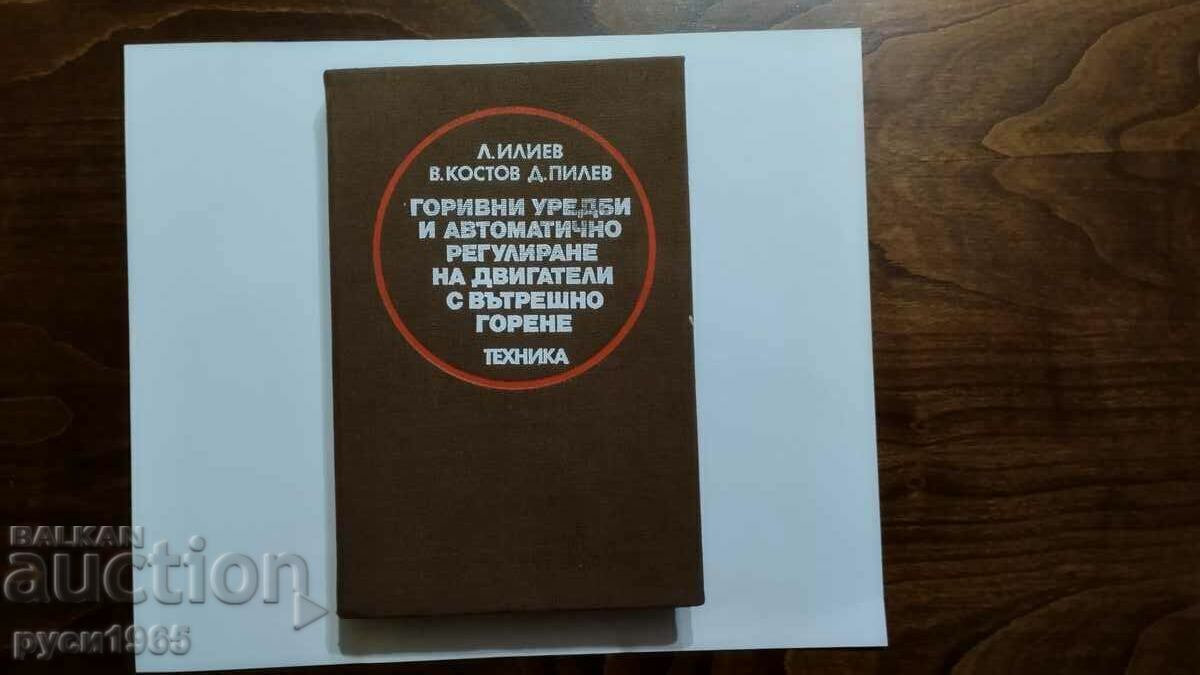 Л. ИЛИЕВ
В. КОСТОВ Д. ПИЛЕВ
ГОРИВНИ УРЕДБИ
И АВТОМАТИЧНО
РЕГУЛИРАНЕ
НА ДВИГАТЕЛИ
С ВЪТРЕШНО
ГОРЕНЕ
ТЕХНИКА
BALKAN
auction
руси1965